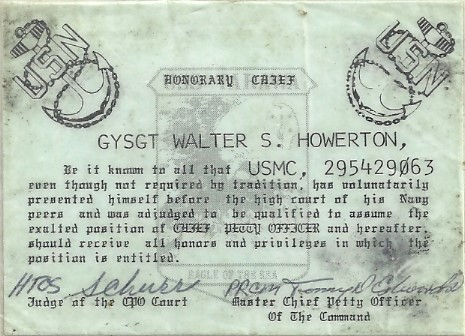 USN USN
HONORARY CHIEF
GYSGT WALTER S. HOWERTON,
Be it known to all that USMC, 295429063
even though not required by tradition, has voluntarily
presented himself before the high court of his Navy
peers and was adjudged to be qualified to assume the
exalted position of CHIEF PETTY OFFICER and hereafter,
should receive all honors and privileges in which the
position is entitled.
EAGLE OF THE SEA
HTCS Schurr PRCM
Judge of the CPO Court Master Chief Petty Officer
Of The Command